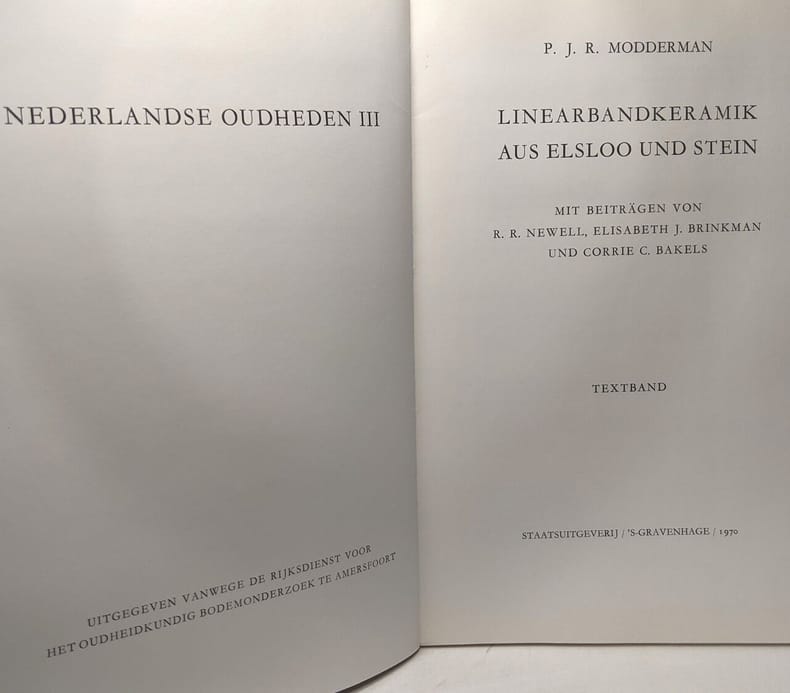 NEDERLANDSE OUDHEDEN III
UITGEGEVEN VANWEGE DE RIJKSDIENST VOOR
HET OUDHEIDKUNDIG BODEMONDERZOEK TE AMERSFOORT
P. J. R. MODDERMAN
LINEARBANDKERAMIK
AUS ELSLOO UND STEIN
MIT BEITRÄGEN VON
R. R. NEWELL, ELISABETH J. BRINKMAN
UND CORRIE C. BAKELS
TEXTBAND
STAATSUITGEVERIJ / 'S-GRAVENHAGE / 1970